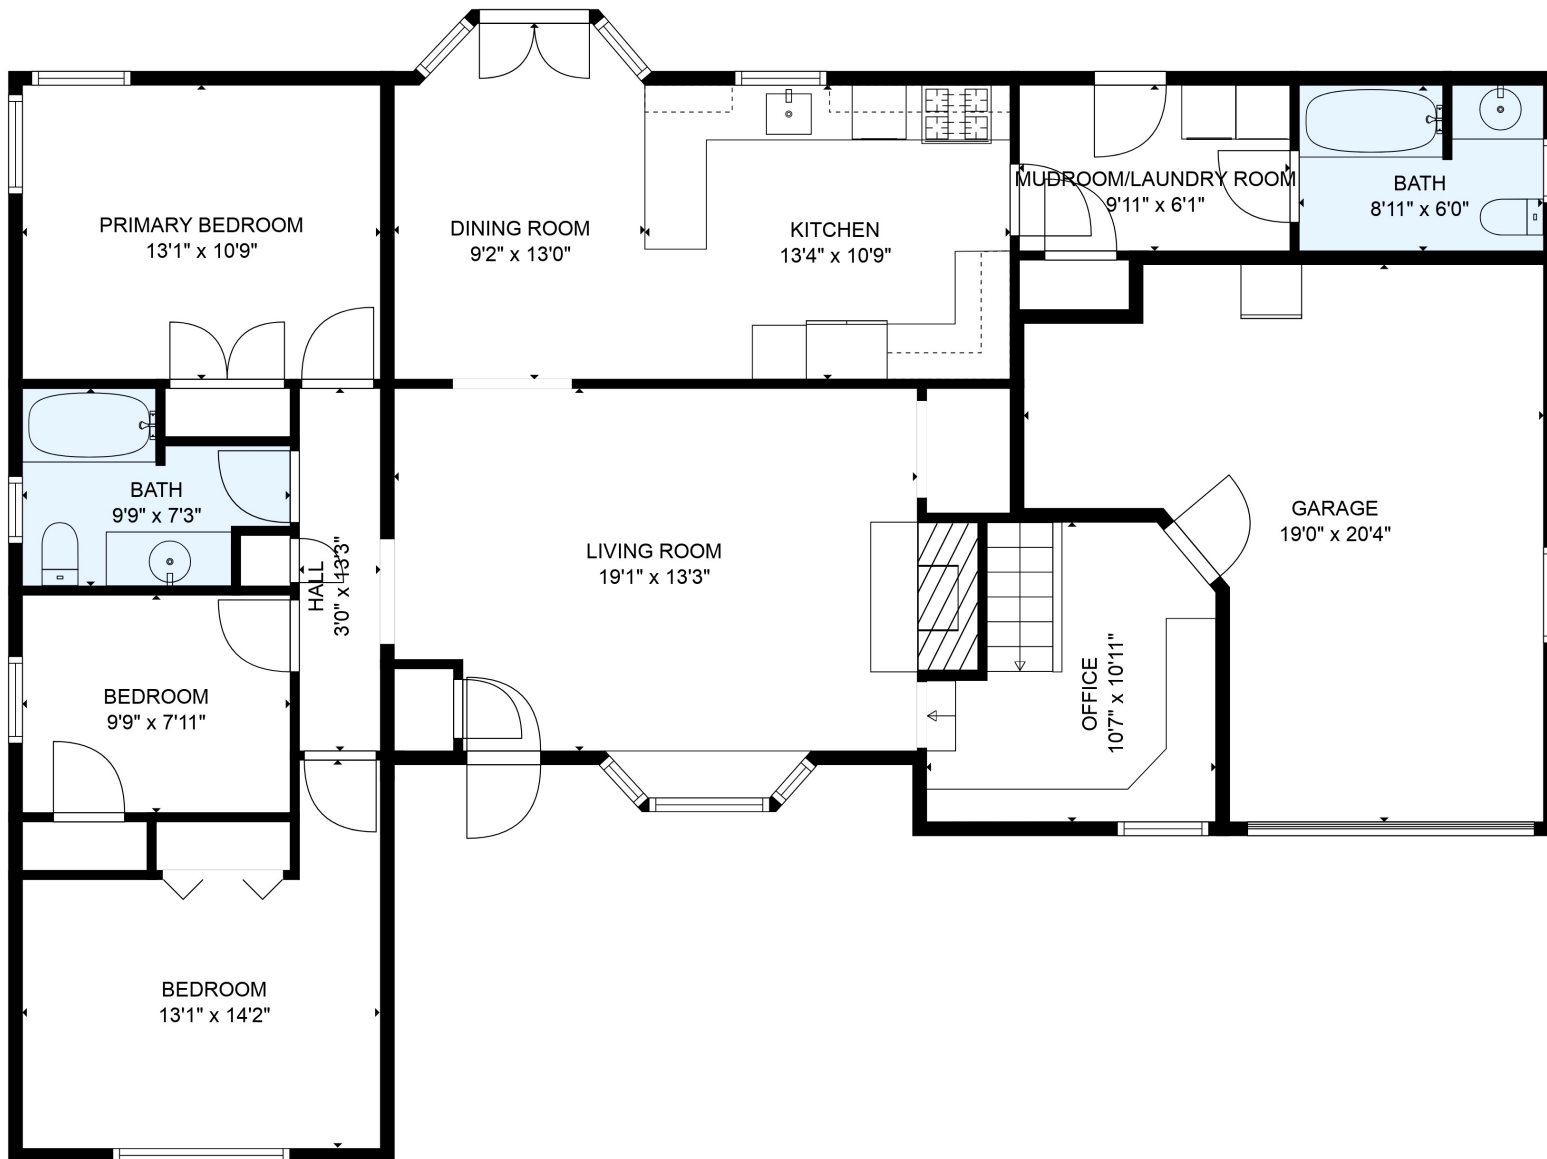 PRIMARY BEDROOM
13'1" x 10'9"
DINING ROOM
9'2" x 13'0"
KITCHEN
13'4" x 10'9"
MUDROOM/LAUNDRY ROOM
9'11" x 6'1"
BATH
8'11" x 6'0"
BATH
9'9" x 7'3"
HALL
3'0" x 13'3"
LIVING ROOM
19'1" x 13'3"
GARAGE
19'0" x 20'4"
OFFICE
10'7" x 10'11"
BEDROOM
9'9" x 7'11"
BEDROOM
13'1" x 14'2"